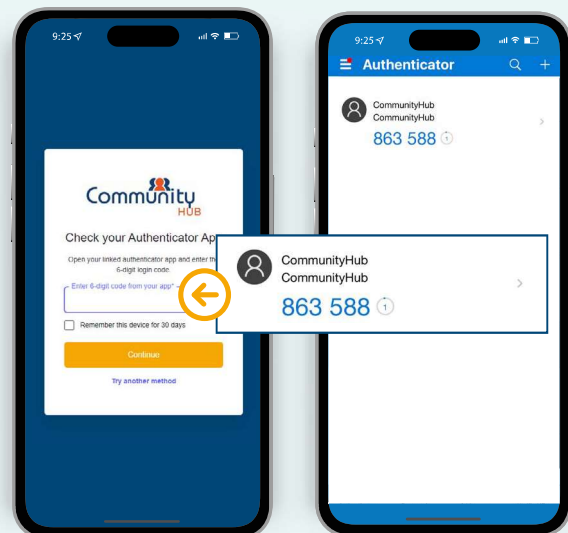 9:25
Community
HUB
Check your Authenticator Ap
Open your linked authenticator app and enter th
6-digit login code.
Enter 6-digit code from your app*
Remember this device for 30 days
Continue
Try another method
9:25
Authenticator
CommunityHub
CommunityHub
863 588 1
CommunityHub
CommunityHub
863 588 1